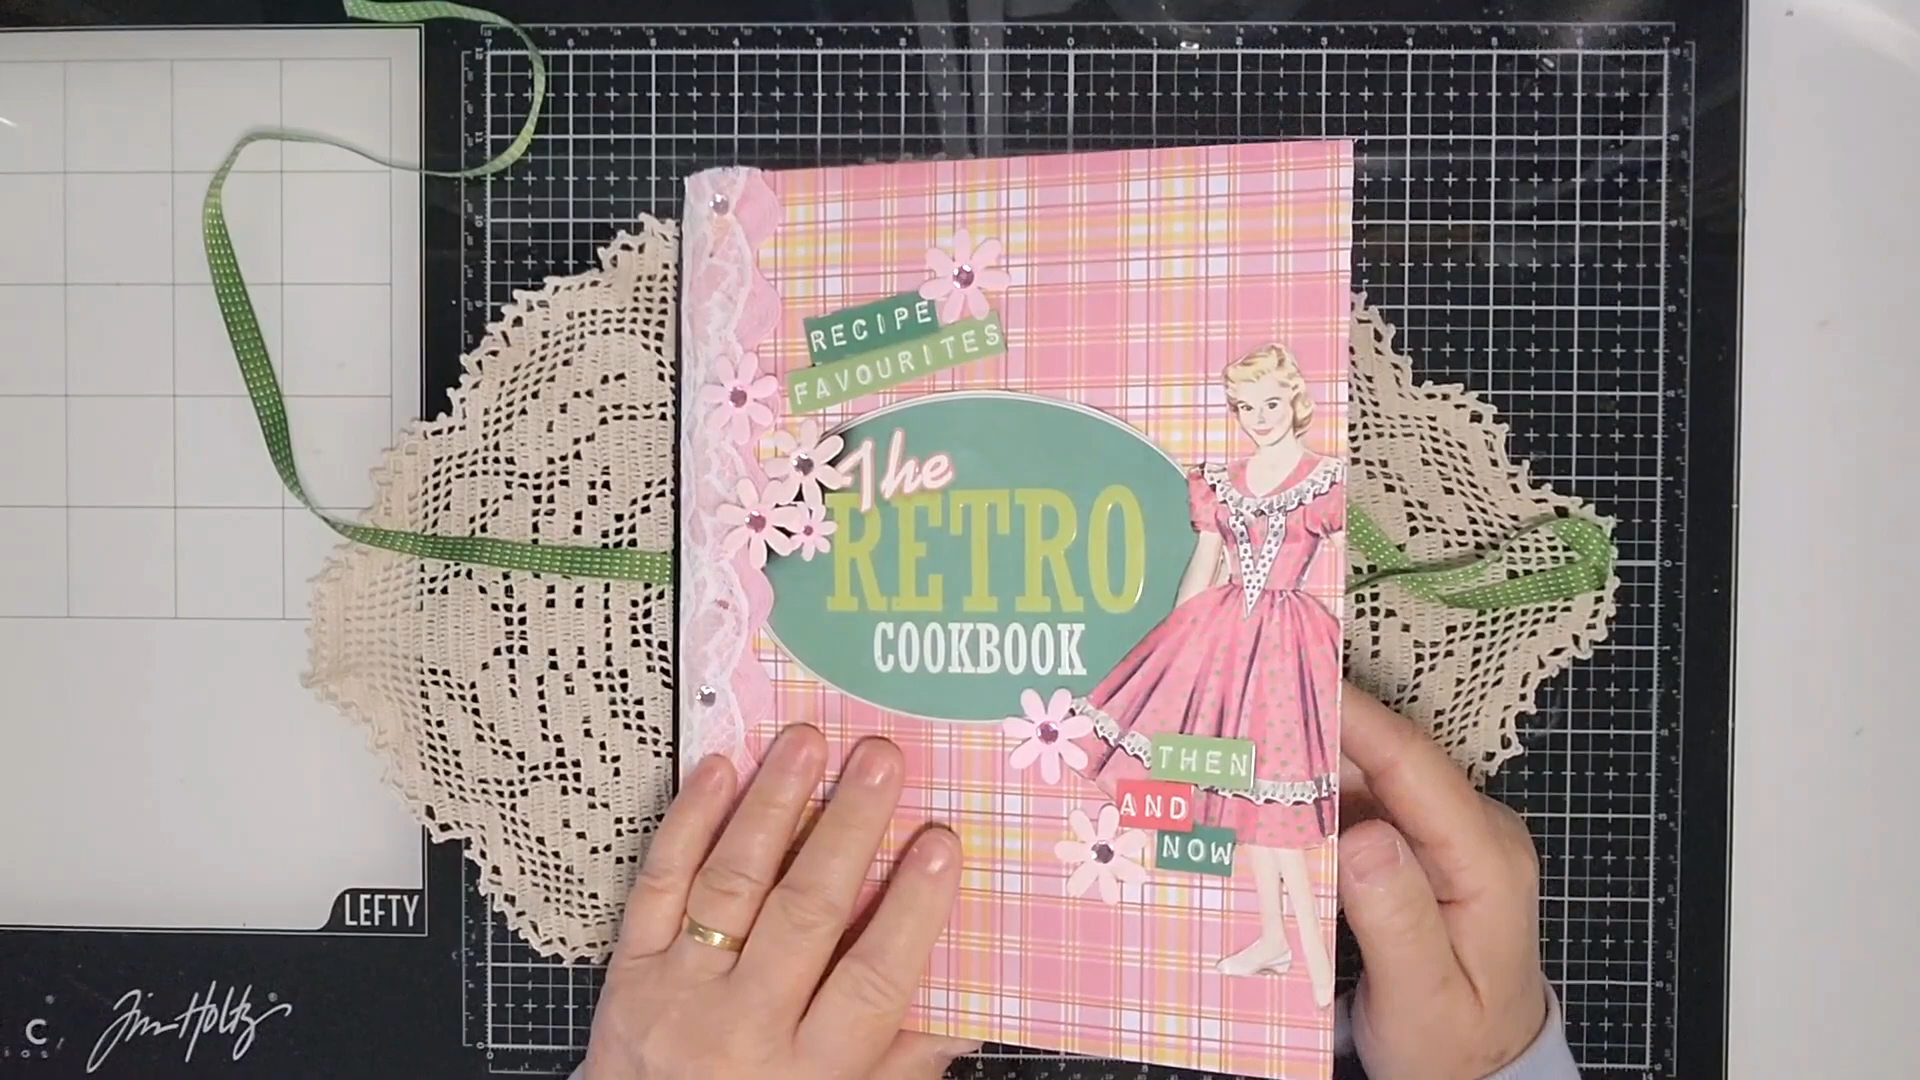 RECIPE
FAVOURITES
The
RETRO
COOKBOOK
THEN
AND
NOW
LEFTY
Tim Holtz